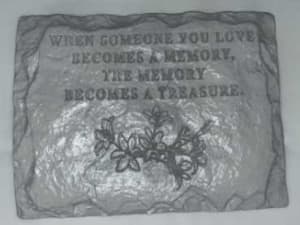 WHEN SOMEONE YOU LOVE
BECOMES A MEMORY,
THE MEMORY
BECOMES A TREASURE.